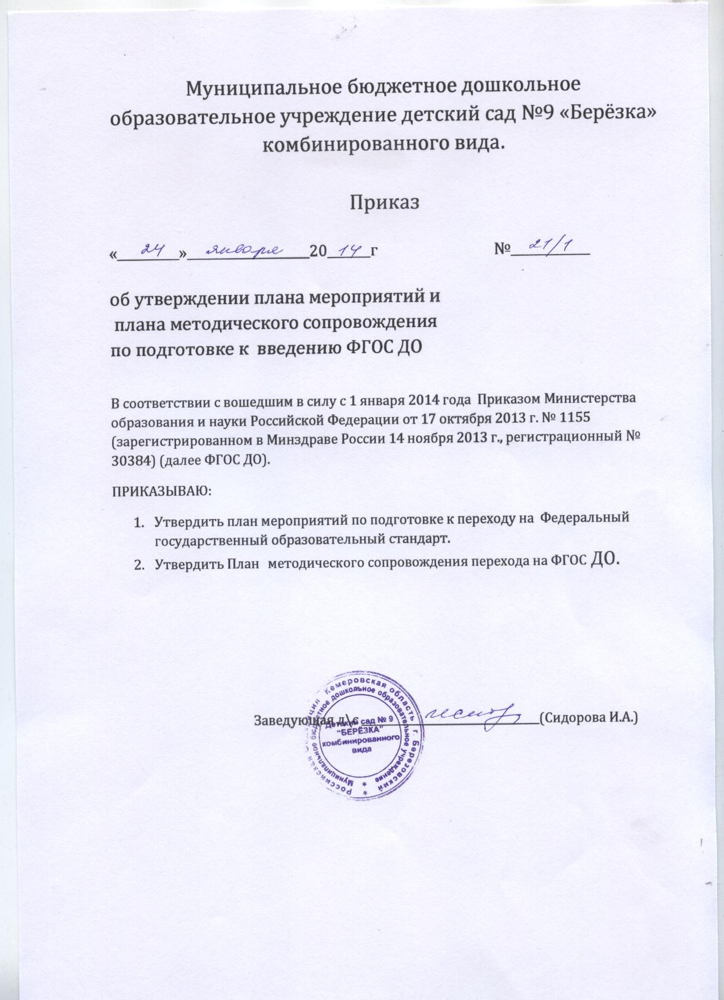 Муниципальное бюджетное дошкольное
образовательное учреждение детский сад №9 «Берёзка»
комбинированного вида.
Приказ
«24» января 2014 г №21/1
об утверждении плана мероприятий и
плана методического сопровождения
по подготовке к введению ФГОС ДО
В соответствии с вошедшим в силу с 1 января 2014 года Приказом Министерства
образования и науки Российской Федерации от 17 октября 2013 г. № 1155
(зарегистрированном в Минздраве России 14 ноября 2013 г., регистрационный №
30384) (далее ФГОС ДО).
ПРИКАЗЫВАЮ:
1. Утвердить план мероприятий по подготовке к переходу на Федеральный
государственный образовательный стандарт.
2. Утвердить План методического сопровождения перехода на ФГОС ДО.
Заведующая д\с (Сидорова И.А.)
Российская Федерация Кемеровская область г. Березовский
Муниципальное бюджетное дошкольное образовательное учреждение
Детский сад № 9
"БЕРЁЗКА"
комбинированного
вида